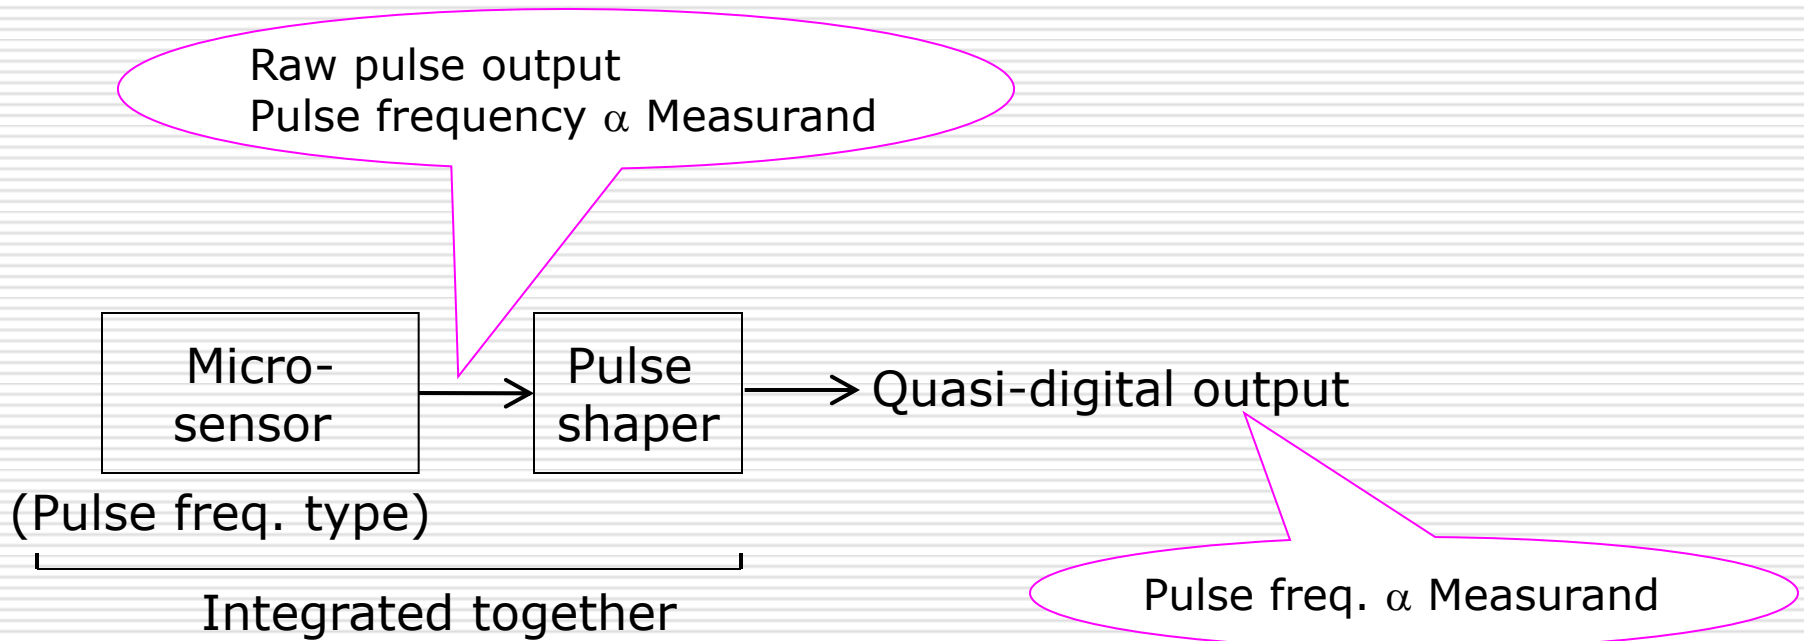 Raw pulse output
Pulse frequency α Measurand
Micro-
sensor
Pulse
shaper
Quasi-digital output
(Pulse freq. type)
Integrated together
Pulse freq. α Measurand